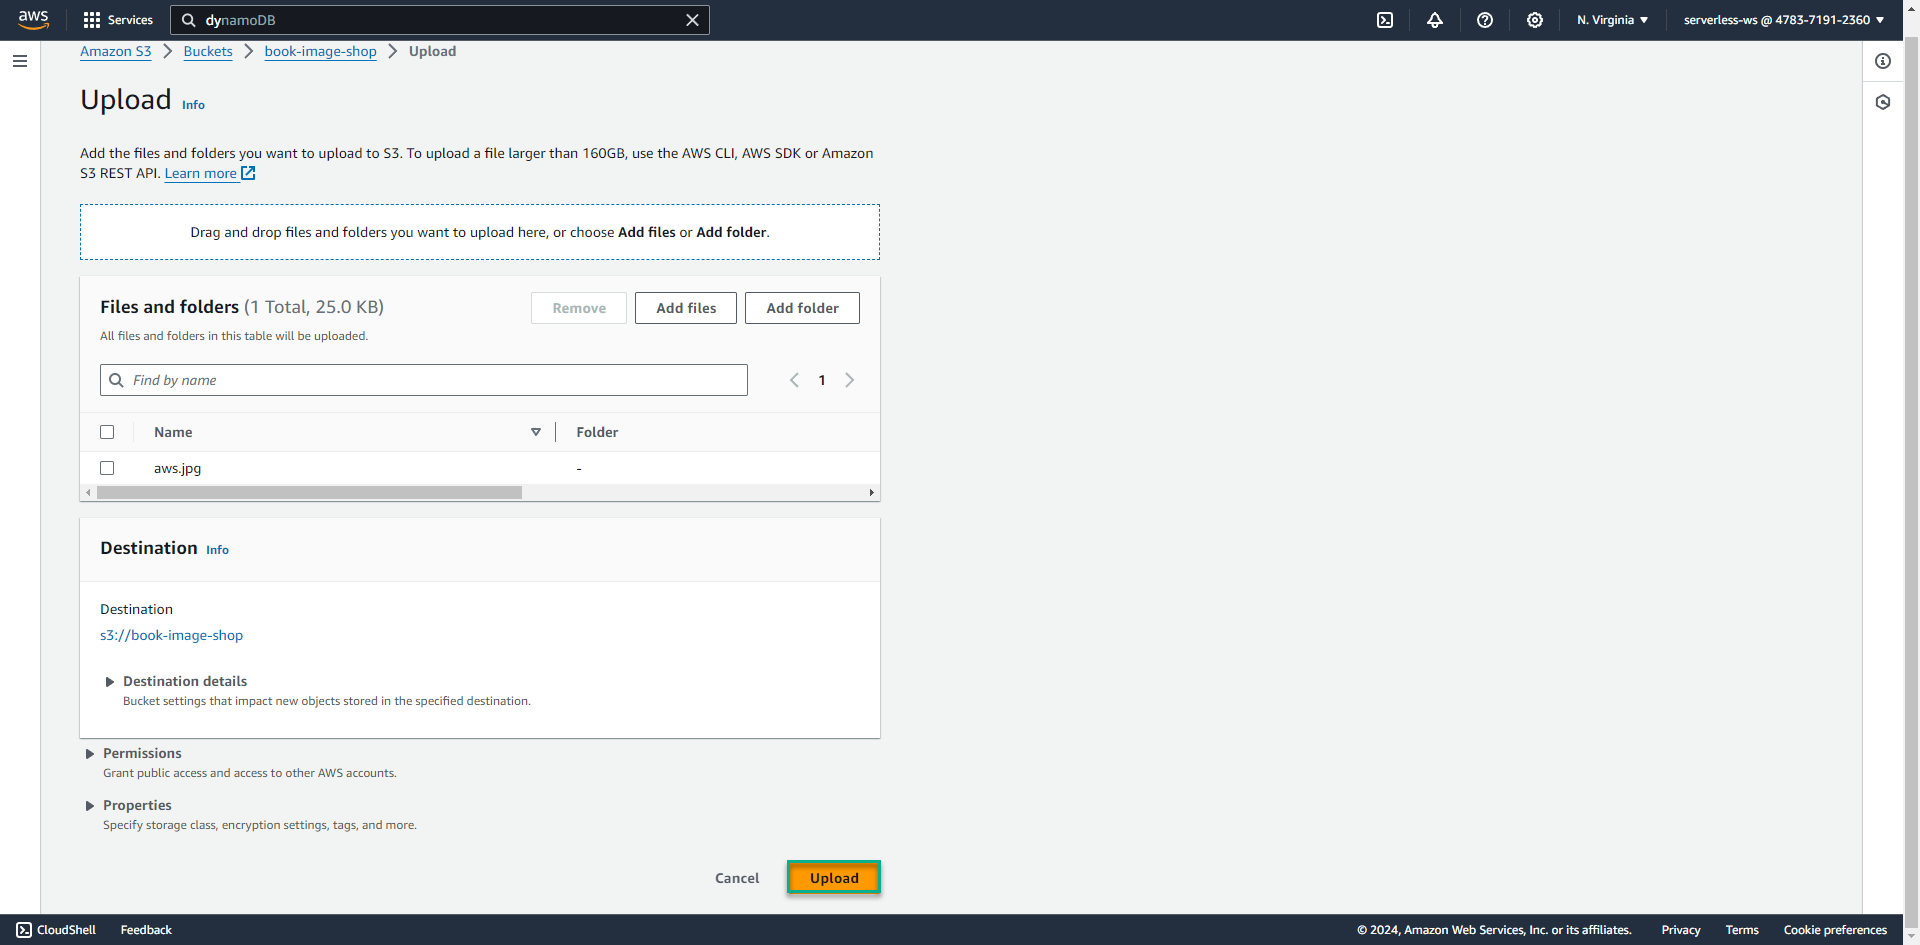 aws
Services
dynamoDB
N. Virginia
serverless-ws @ 4783-7191-2360
Amazon S3 > Buckets > book-image-shop > Upload
Upload Info
Add the files and folders you want to upload to S3. To upload a file larger than 160GB, use the AWS CLI, AWS SDK or Amazon
S3 REST API. Learn more
Drag and drop files and folders you want to upload here, or choose Add files or Add folder.
Files and folders (1 Total, 25.0 KB)
Remove
Add files
Add folder
All files and folders in this table will be uploaded.
Find by name
1
Name
Folder
aws.jpg
-
Destination Info
Destination
s3://book-image-shop
Destination details
Bucket settings that impact new objects stored in the specified destination.
Permissions
Grant public access and access to other AWS accounts.
Properties
Specify storage class, encryption settings, tags, and more.
Cancel
Upload
CloudShell
Feedback
© 2024, Amazon Web Services, Inc. or its affiliates.
Privacy
Terms
Cookie preferences